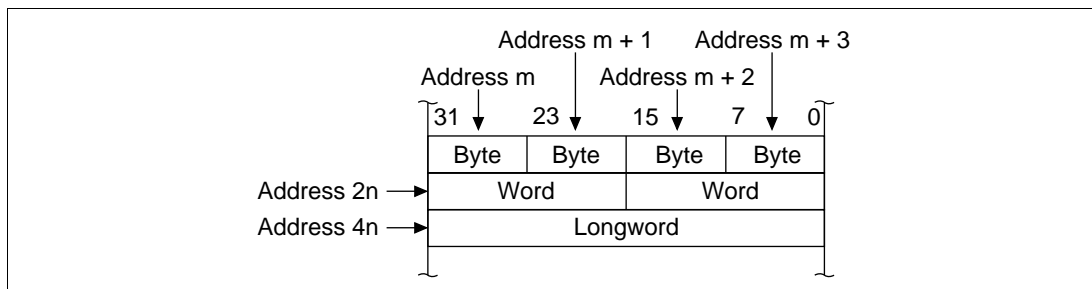 Address m + 1 Address m + 3
Address m Address m + 2
31 23 15 7 0
Byte Byte Byte Byte
Address 2n Word Word
Address 4n Longword